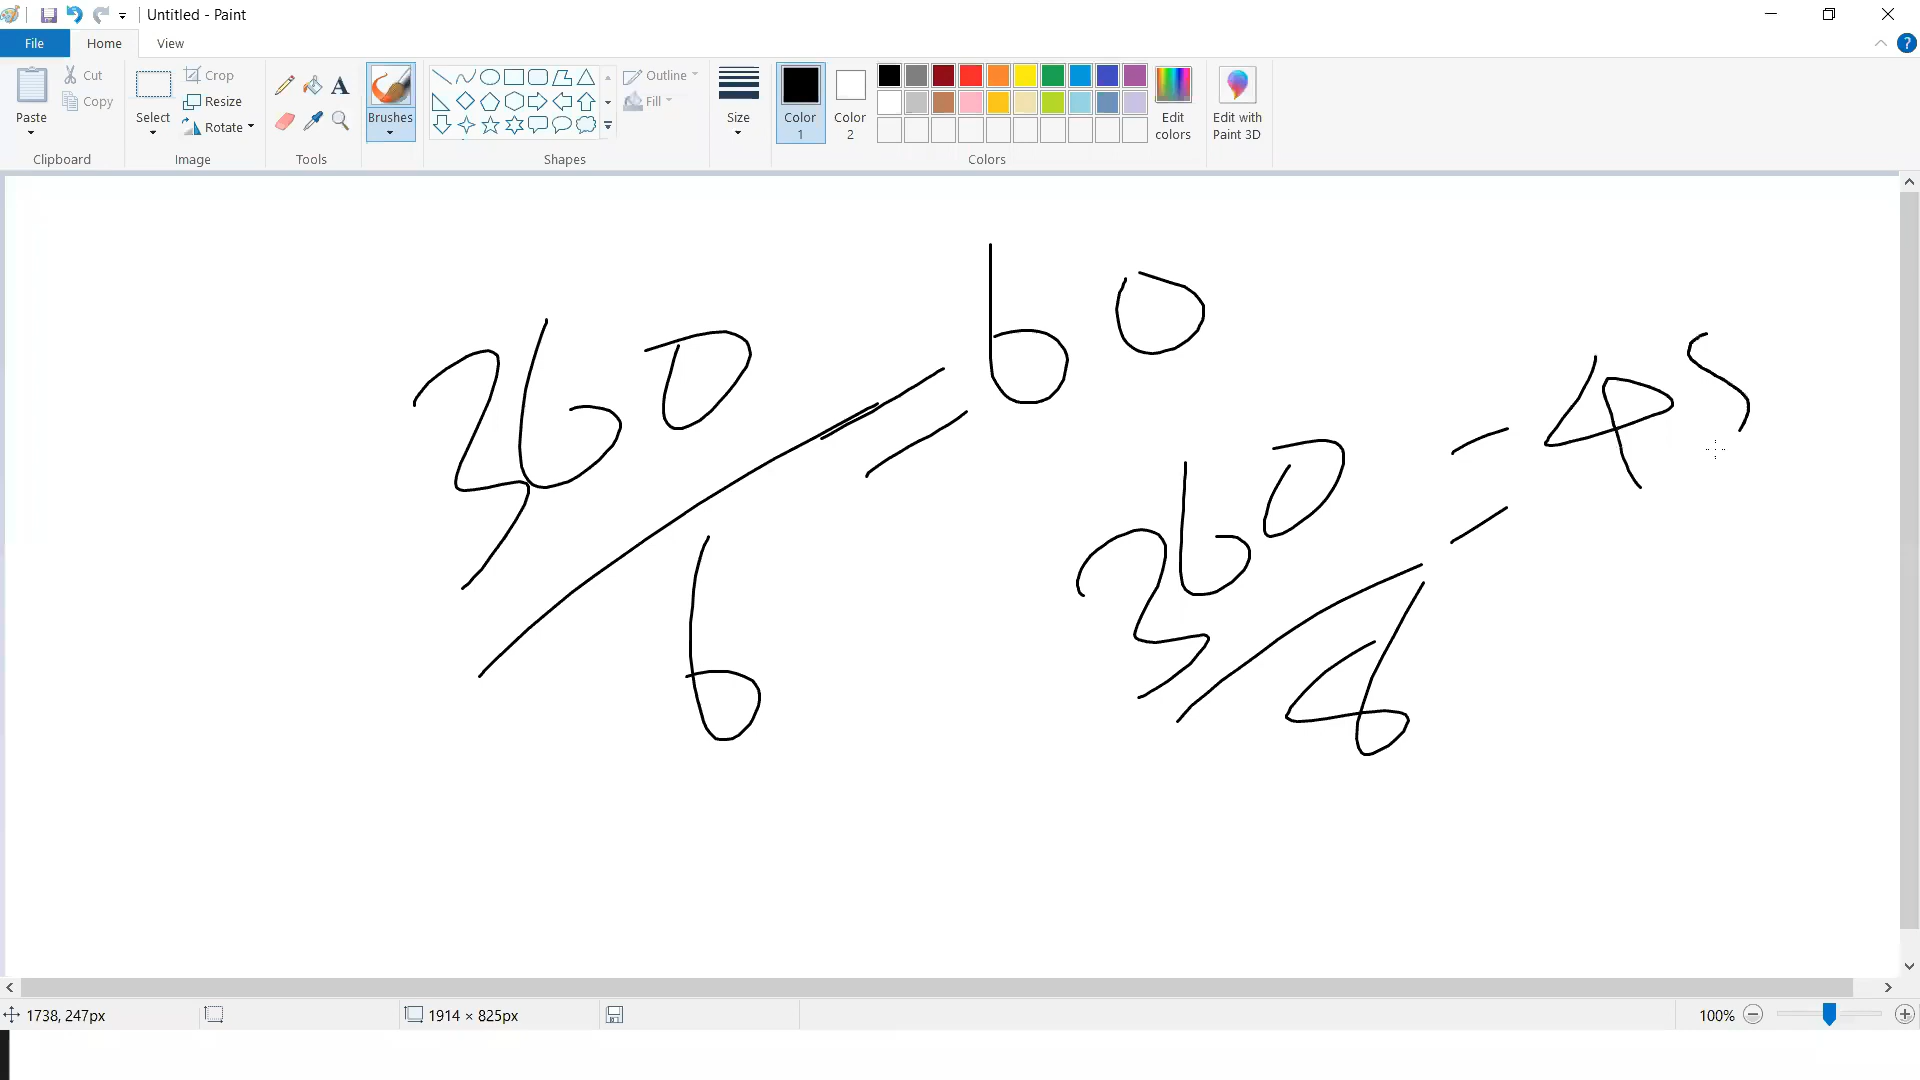 Untitled - Paint
File Home View ?
Paste
Cut
Copy
Clipboard
Select
Crop
Resize
Rotate
Image
Tools
Brushes
Shapes
Outline
Fill
Size
Color 1
Color 2
Edit colors
Edit with Paint 3D
Colors
360/6 = 60
360/8 = 45
1738, 247px
1914 × 825px
100%